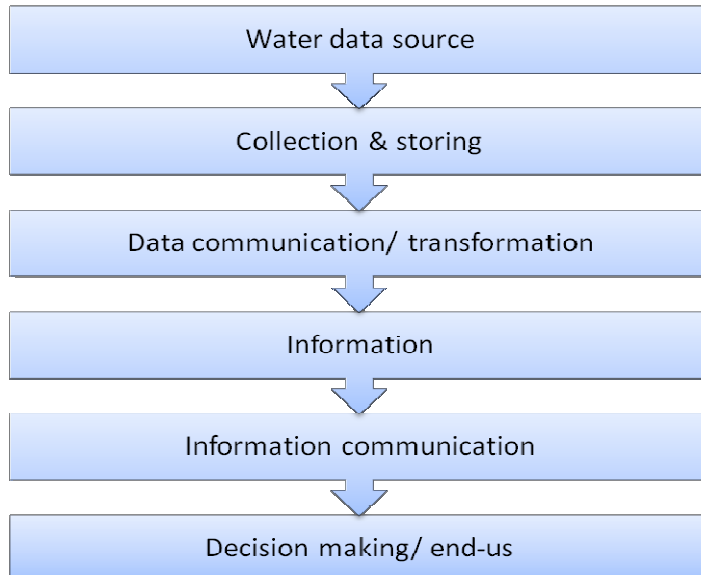 Water data source
Collection & storing
Data communication/ transformation
Information
Information communication
Decision making/ end-us